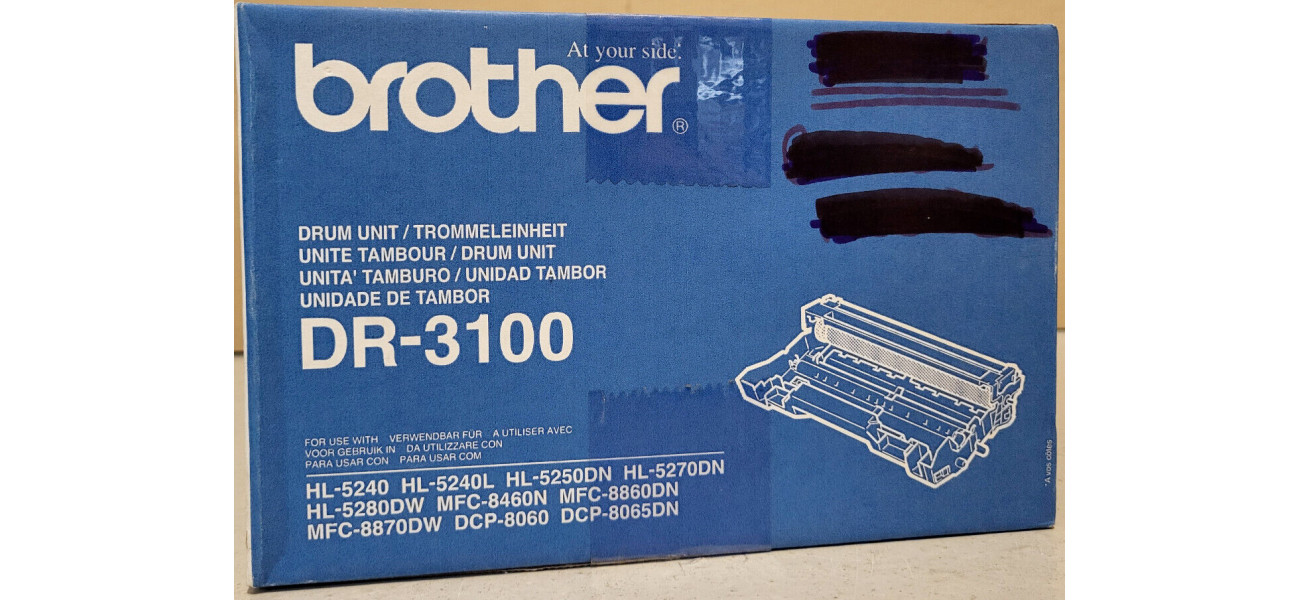 At your side.
brother®
DRUM UNIT / TROMMELEINHEIT
UNITE TAMBOUR / DRUM UNIT
UNITA' TAMBURO / UNIDAD TAMBOR
UNIDADE DE TAMBOR
DR-3100
FOR USE WITH VERWENDBAR FÜR A UTILISER AVEC
VOOR GEBRUIK IN DA UTILIZZARE CON
PARA USAR CON PARA USAR COM
HL-5240 HL-5240L HL-5250DN HL-5270DN
HL-5280DW MFC-8460N MFC-8860DN
MFC-8870DW DCP-8060 DCP-8065DN
*A vos côtés